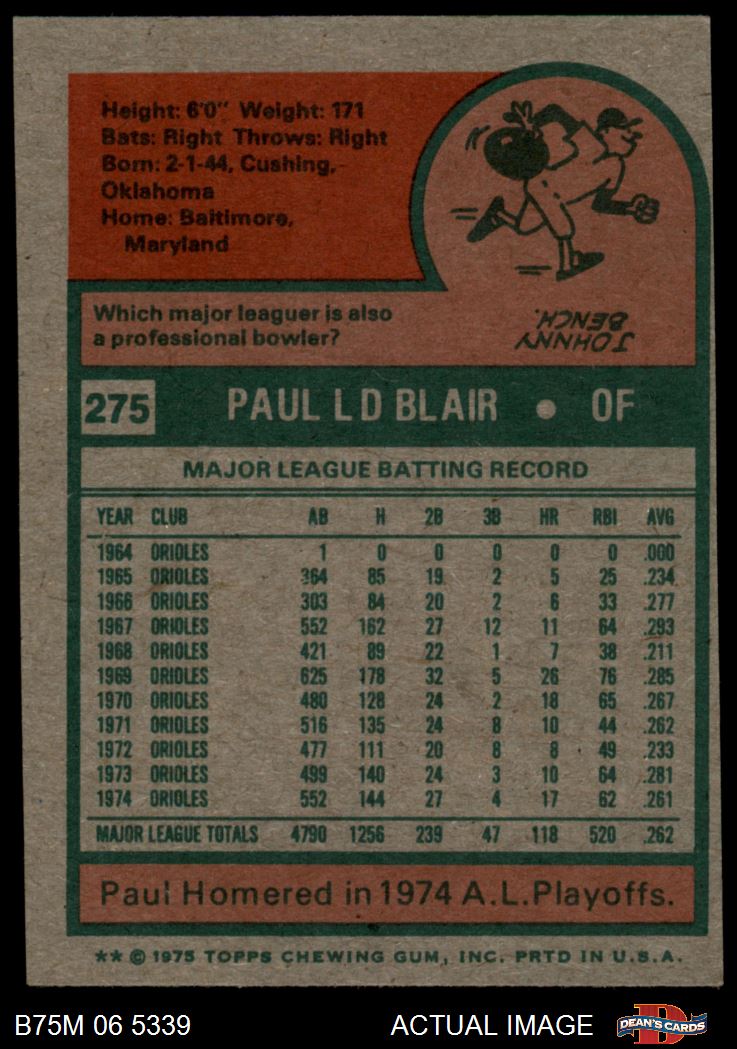 Height: 6'0" Weight: 171
Bats: Right Throws: Right
Born: 2-1-44, Cushing,
Oklahoma
Home: Baltimore,
Maryland
Which major leaguer is also
a professional bowler?
JOHNNY
BENCH.
275 PAUL L D BLAIR • OF
MAJOR LEAGUE BATTING RECORD
YEAR CLUB AB H 2B 3B HR RBI AVG
1964 ORIOLES 1 0 0 0 0 0 .000
1965 ORIOLES 364 85 19 2 5 25 .234
1966 ORIOLES 303 84 20 2 6 33 .277
1967 ORIOLES 552 162 27 12 11 64 .293
1968 ORIOLES 421 89 22 1 7 38 .211
1969 ORIOLES 625 178 32 5 26 76 .285
1970 ORIOLES 480 128 24 2 18 65 .267
1971 ORIOLES 516 135 24 8 10 44 .262
1972 ORIOLES 477 111 20 8 8 49 .233
1973 ORIOLES 499 140 24 3 10 64 .281
1974 ORIOLES 552 144 27 4 17 62 .261
MAJOR LEAGUE TOTALS 4790 1256 239 47 118 520 .262
Paul Homered in 1974 A.L. Playoffs.
** © 1975 TOPPS CHEWING GUM, INC. PRTD IN U.S.A.
B75M 06 5339 ACTUAL IMAGE
D
DEAN'S CARDS